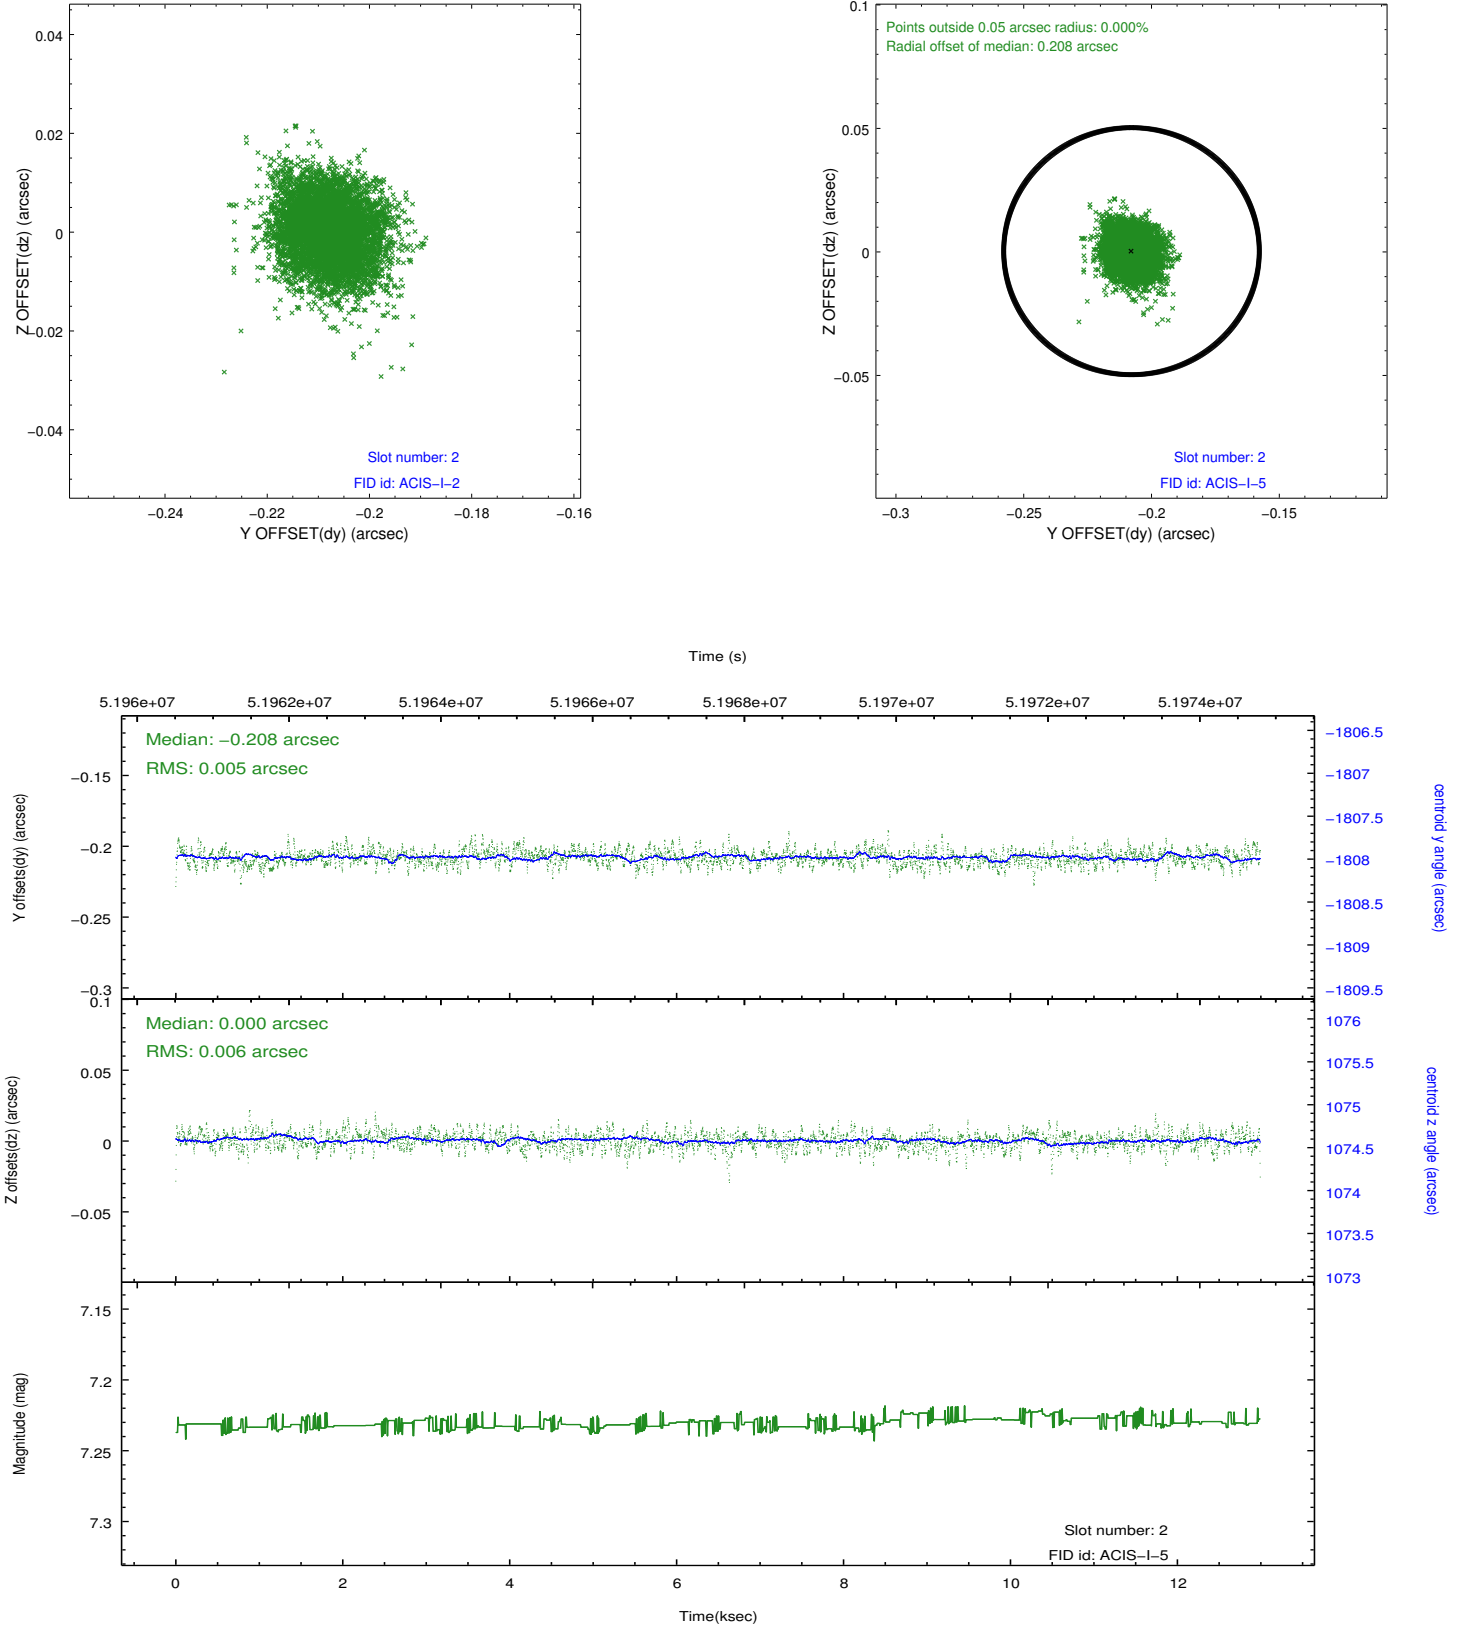 0.04
0.02
0
−0.02
−0.04
Z OFFSET(dz) (arcsec)
Slot number: 2
FID id: ACIS−I−2
−0.24
−0.22
−0.2
−0.18
−0.16
Y OFFSET(dy) (arcsec)
0.1
0.05
0
−0.05
Z OFFSET(dz) (arcsec)
Points outside 0.05 arcsec radius: 0.000%
Radial offset of median: 0.208 arcsec
Slot number: 2
FID id: ACIS−I−5
−0.3
−0.25
−0.2
−0.15
Y OFFSET(dy) (arcsec)
Time (s)
5.196e+07
5.1962e+07
5.1964e+07
5.1966e+07
5.1968e+07
5.197e+07
5.1972e+07
5.1974e+07
Median: −0.208 arcsec
RMS: 0.005 arcsec
−0.15
−0.2
−0.25
−0.3
Y offsets(dy) (arcsec)
−1806.5
−1807
−1807.5
−1808
−1808.5
−1809
−1809.5
centroid y angle (arcsec)
Median: 0.000 arcsec
RMS: 0.006 arcsec
0.1
0.05
0
−0.05
Z offsets(dz) (arcsec)
1076
1075.5
1075
1074.5
1074
1073.5
1073
centroid z angle (arcsec)
7.15
7.2
7.25
7.3
Magnitude (mag)
Slot number: 2
FID id: ACIS−I−5
0
2
4
6
8
10
12
Time(ksec)